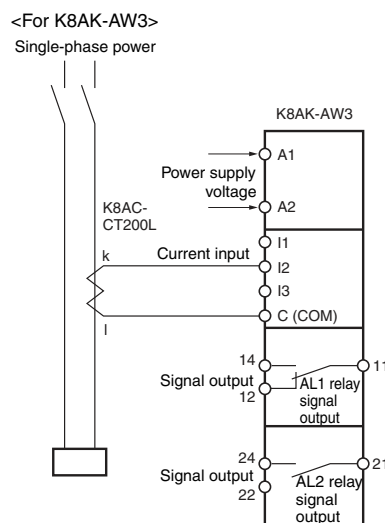 <For K8AK-AW3>
Single-phase power
K8AK-AW3
A1
Power supply
voltage
A2
K8AC-
CT200L
I1
k
Current input
I2
I3
l
C (COM)
14
11
Signal output
12
AL1 relay
signal
output
24
21
Signal output
22
AL2 relay
signal
output